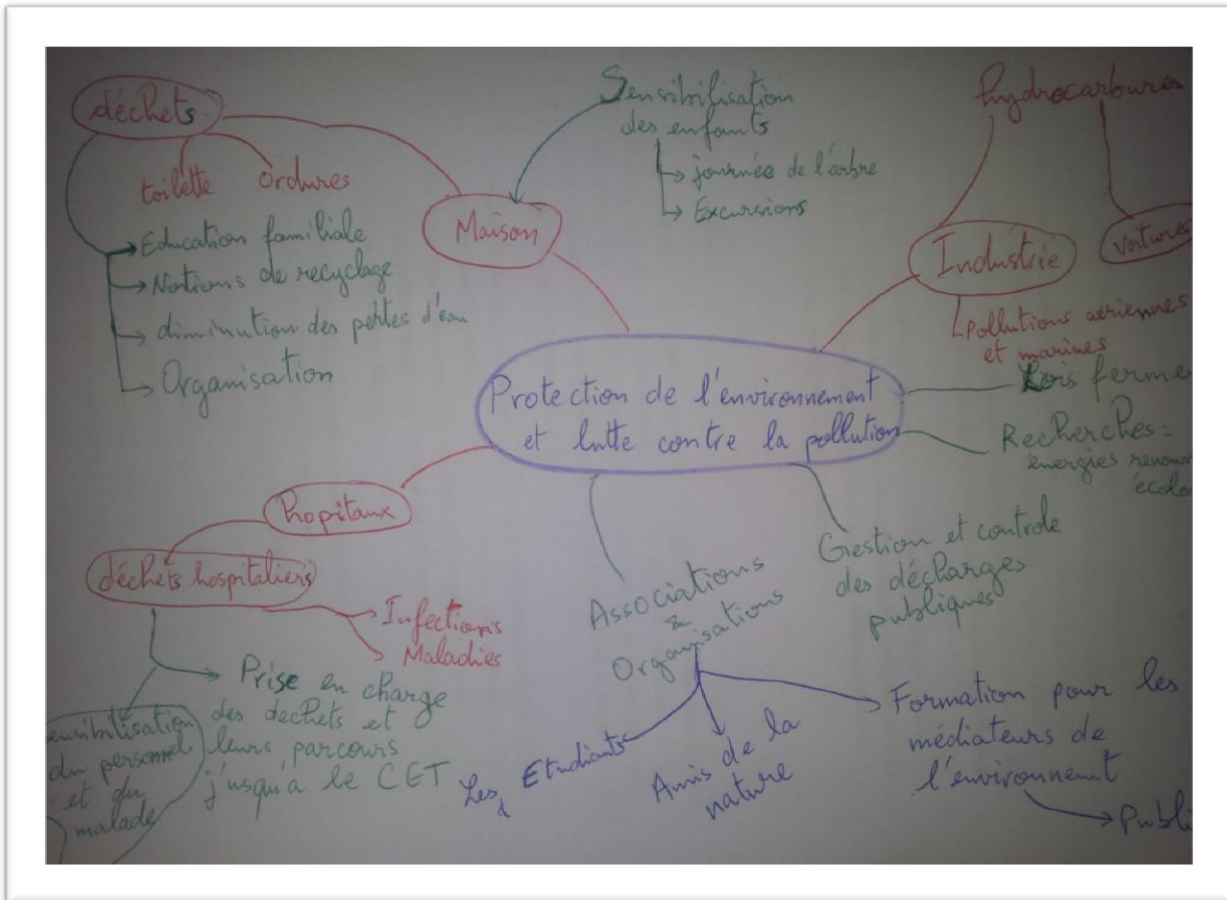 déchets
toilette
Ordures
Education familiale
Notions de recyclage
diminution des pertes d'eau
Organisation
Maison
Sensibilisation
des enfants
journée de l'arbre
Excursions
hydrocarbures
Industrie
Voitures
Pollutions aériennes
et marines
Protection de l'environnement
et lutte contre la pollution
Lois ferme
Recherches :
énergies renouv
écolo
Gestion et controle
des décharges
publiques
Associations
&
Organisations
Les Etudiants
Amis de la
nature
Formation pour les
médiateurs de
l'environnemt
Publi
hopitaux
déchets hospitaliers
Infections
Maladies
Prise en charge
des dechets et
leurs parcours
j'usqu'à le CET
ensibilisation
du personnel
et du
malade